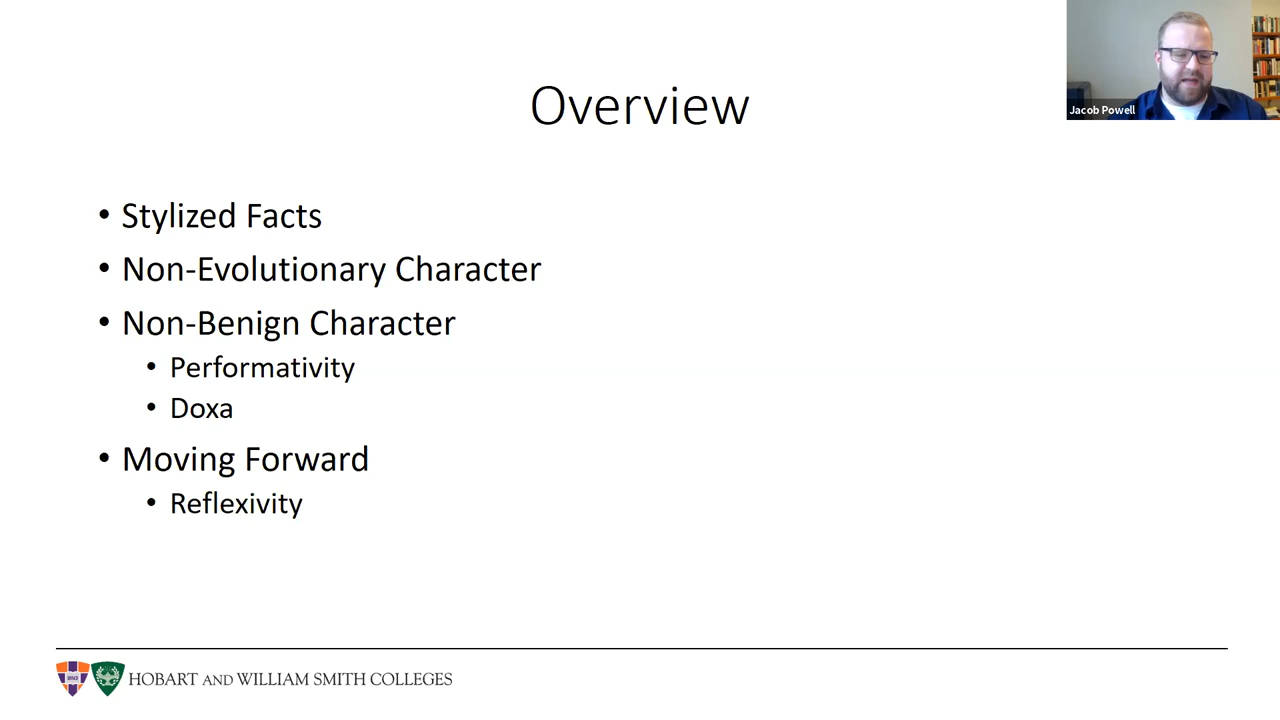 Overview
Jacob Powell
• Stylized Facts
• Non-Evolutionary Character
• Non-Benign Character
• Performativity
• Doxa
• Moving Forward
• Reflexivity
HOBART AND WILLIAM SMITH COLLEGES